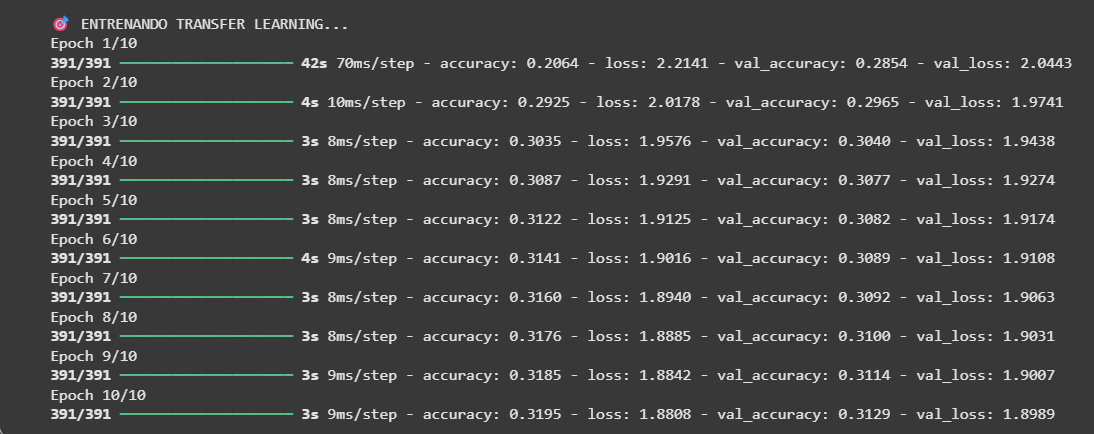 🎯 ENTRENANDO TRANSFER LEARNING...
Epoch 1/10
391/391 ━━━━━━━━━━━━━━━━━━━━ 42s 70ms/step - accuracy: 0.2064 - loss: 2.2141 - val_accuracy: 0.2854 - val_loss: 2.0443
Epoch 2/10
391/391 ━━━━━━━━━━━━━━━━━━━━ 4s 10ms/step - accuracy: 0.2925 - loss: 2.0178 - val_accuracy: 0.2965 - val_loss: 1.9741
Epoch 3/10
391/391 ━━━━━━━━━━━━━━━━━━━━ 3s 8ms/step - accuracy: 0.3035 - loss: 1.9576 - val_accuracy: 0.3040 - val_loss: 1.9438
Epoch 4/10
391/391 ━━━━━━━━━━━━━━━━━━━━ 3s 8ms/step - accuracy: 0.3087 - loss: 1.9291 - val_accuracy: 0.3077 - val_loss: 1.9274
Epoch 5/10
391/391 ━━━━━━━━━━━━━━━━━━━━ 3s 8ms/step - accuracy: 0.3122 - loss: 1.9125 - val_accuracy: 0.3082 - val_loss: 1.9174
Epoch 6/10
391/391 ━━━━━━━━━━━━━━━━━━━━ 4s 9ms/step - accuracy: 0.3141 - loss: 1.9016 - val_accuracy: 0.3089 - val_loss: 1.9108
Epoch 7/10
391/391 ━━━━━━━━━━━━━━━━━━━━ 3s 8ms/step - accuracy: 0.3160 - loss: 1.8940 - val_accuracy: 0.3092 - val_loss: 1.9063
Epoch 8/10
391/391 ━━━━━━━━━━━━━━━━━━━━ 3s 8ms/step - accuracy: 0.3176 - loss: 1.8885 - val_accuracy: 0.3100 - val_loss: 1.9031
Epoch 9/10
391/391 ━━━━━━━━━━━━━━━━━━━━ 3s 9ms/step - accuracy: 0.3185 - loss: 1.8842 - val_accuracy: 0.3114 - val_loss: 1.9007
Epoch 10/10
391/391 ━━━━━━━━━━━━━━━━━━━━ 3s 9ms/step - accuracy: 0.3195 - loss: 1.8808 - val_accuracy: 0.3129 - val_loss: 1.8989